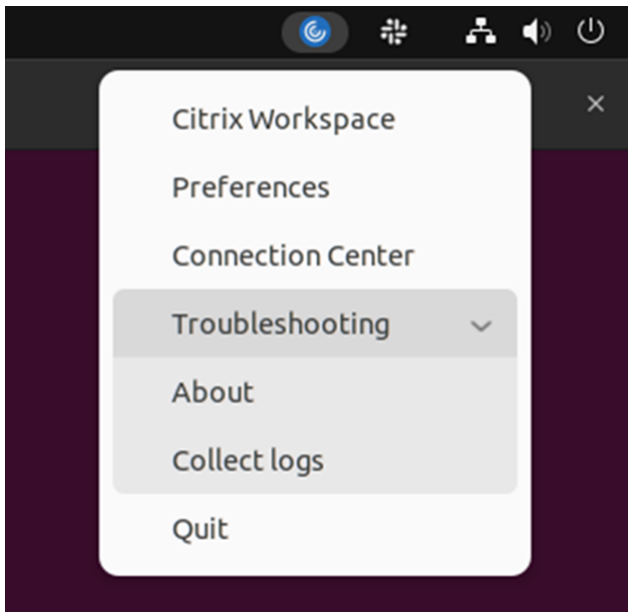 Citrix Workspace
Preferences
Connection Center
Troubleshooting
About
Collect logs
Quit